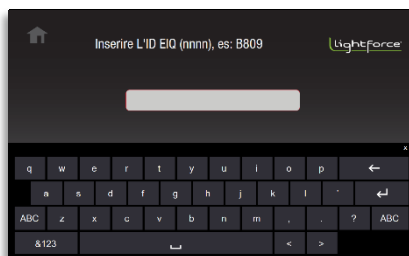 Inserire L'ID EIQ (nnnn), es: B809
Lightforce
x
q w e r t y u i o p ←
a s d f g h j k l ' ↵
ABC z x c v b n m , . ? ABC
&123 < >